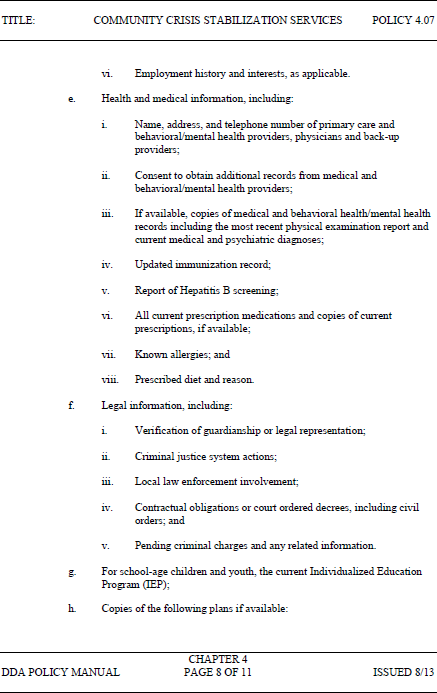 TITLE: COMMUNITY CRISIS STABILIZATION SERVICES POLICY 4.07
vi. Employment history and interests, as applicable.
e. Health and medical information, including:
i. Name, address, and telephone number of primary care and
behavioral/mental health providers, physicians and back-up
providers;
ii. Consent to obtain additional records from medical and
behavioral/mental health providers;
iii. If available, copies of medical and behavioral health/mental health
records including the most recent physical examination report and
current medical and psychiatric diagnoses;
iv. Updated immunization record;
v. Report of Hepatitis B screening;
vi. All current prescription medications and copies of current
prescriptions, if available;
vii. Known allergies; and
viii. Prescribed diet and reason.
f. Legal information, including:
i. Verification of guardianship or legal representation;
ii. Criminal justice system actions;
iii. Local law enforcement involvement;
iv. Contractual obligations or court ordered decrees, including civil
orders; and
v. Pending criminal charges and any related information.
g. For school-age children and youth, the current Individualized Education
Program (IEP);
h. Copies of the following plans if available:
CHAPTER 4
DDA POLICY MANUAL PAGE 8 OF 11 ISSUED 8/13